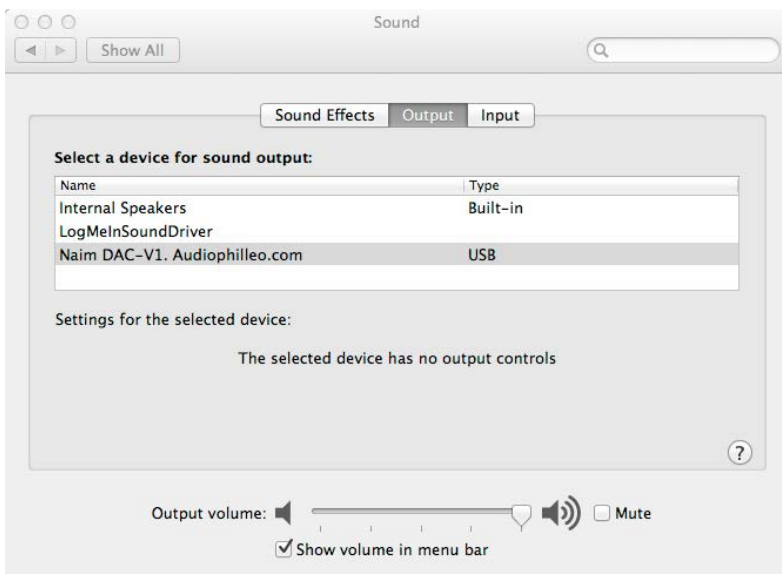 Sound
Show All
Sound Effects Output Input
Select a device for sound output:
Name Type
Internal Speakers Built-in
LogMeInSoundDriver
Naim DAC-V1. Audiophilleo.com USB
Settings for the selected device:
The selected device has no output controls
?
Output volume: Mute
Show volume in menu bar